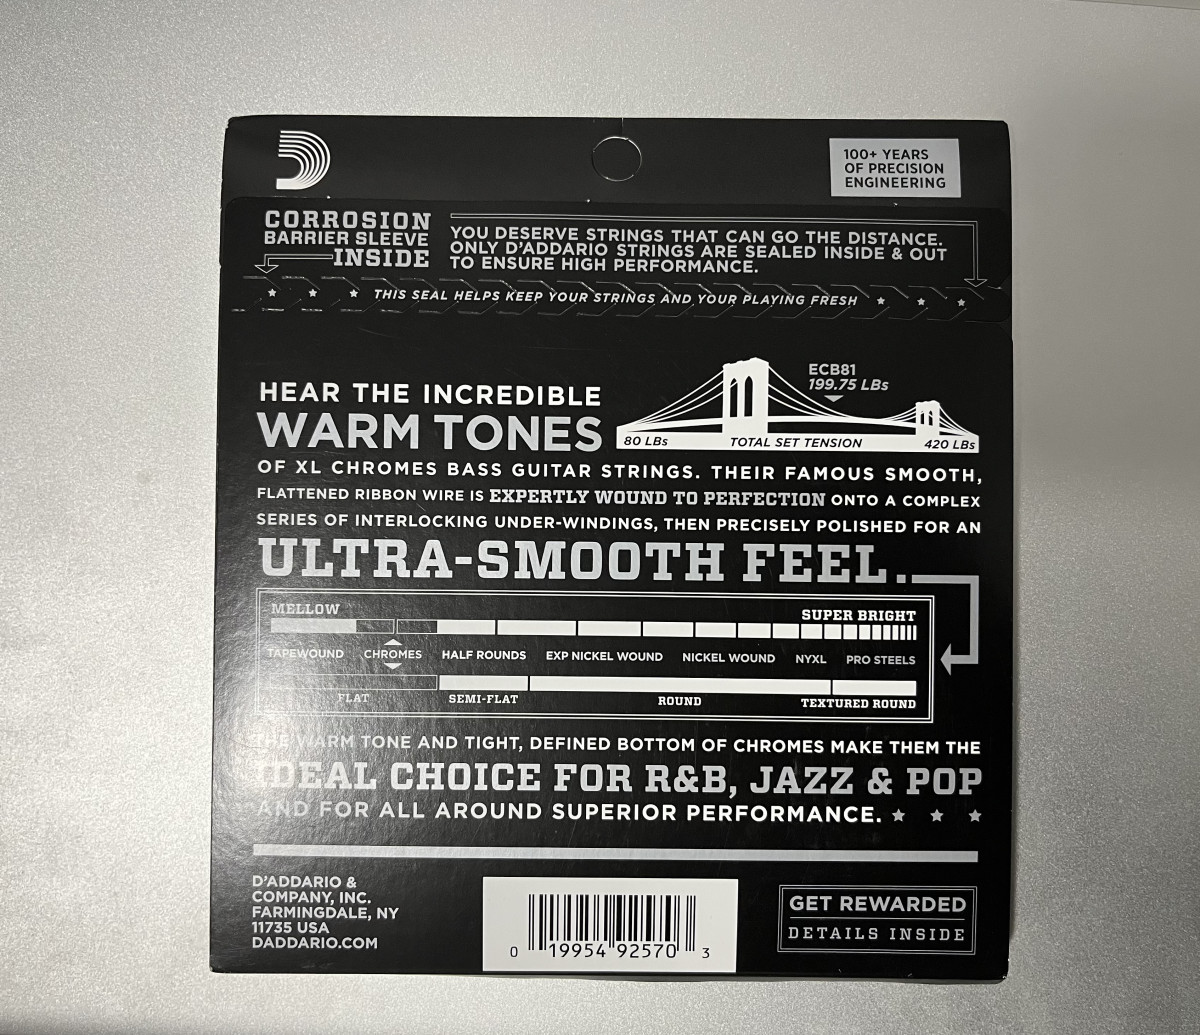 100+ YEARS
OF PRECISION
ENGINEERING
CORROSION
BARRIER SLEEVE
INSIDE
YOU DESERVE STRINGS THAT CAN GO THE DISTANCE.
ONLY D'ADDARIO STRINGS ARE SEALED INSIDE & OUT
TO ENSURE HIGH PERFORMANCE.
THIS SEAL HELPS KEEP YOUR STRINGS AND YOUR PLAYING FRESH
ECB81
199.75 LBs
80 LBs TOTAL SET TENSION 420 LBs
HEAR THE INCREDIBLE
WARM TONES
OF XL CHROMES BASS GUITAR STRINGS. THEIR FAMOUS SMOOTH,
FLATTENED RIBBON WIRE IS EXPERTLY WOUND TO PERFECTION ONTO A COMPLEX
SERIES OF INTERLOCKING UNDER-WINDINGS, THEN PRECISELY POLISHED FOR AN
ULTRA-SMOOTH FEEL.
MELLOW SUPER BRIGHT
TAPEWOUND CHROMES HALF ROUNDS EXP NICKEL WOUND NICKEL WOUND NYXL PRO STEELS
FLAT SEMI-FLAT ROUND TEXTURED ROUND
THE WARM TONE AND TIGHT, DEFINED BOTTOM OF CHROMES MAKE THEM THE
IDEAL CHOICE FOR R&B, JAZZ & POP
AND FOR ALL AROUND SUPERIOR PERFORMANCE.
D'ADDARIO &
COMPANY, INC.
FARMINGDALE, NY
11735 USA
DADDARIO.COM
0 19954 92570 3
GET REWARDED
DETAILS INSIDE